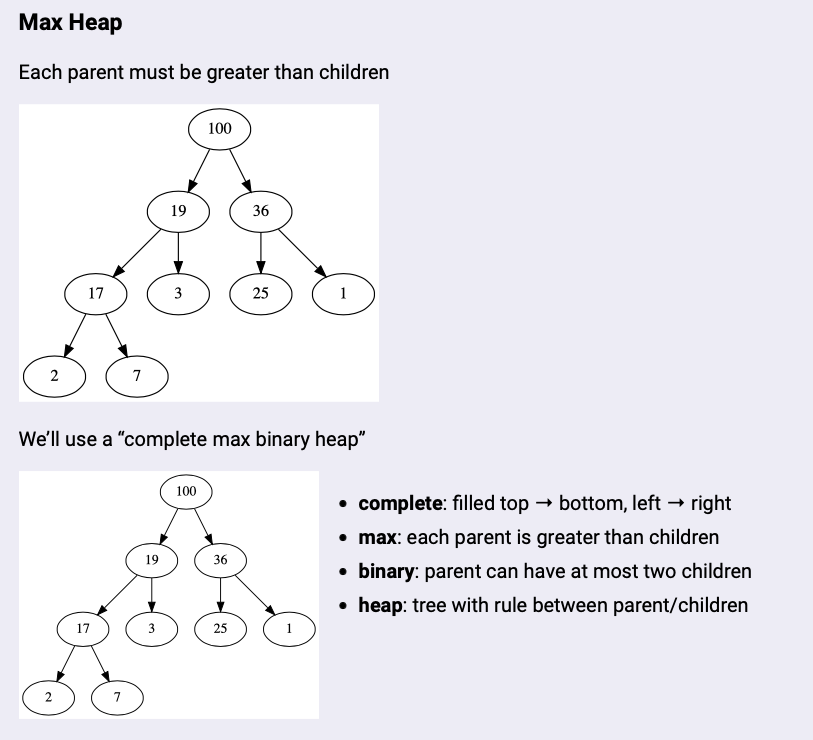 Max Heap
Each parent must be greater than children
100
19 36
17 3 25 1
2 7
We’ll use a “complete max binary heap”
100
19 36
17 3 25 1
2 7
• complete: filled top → bottom, left → right
• max: each parent is greater than children
• binary: parent can have at most two children
• heap: tree with rule between parent/children